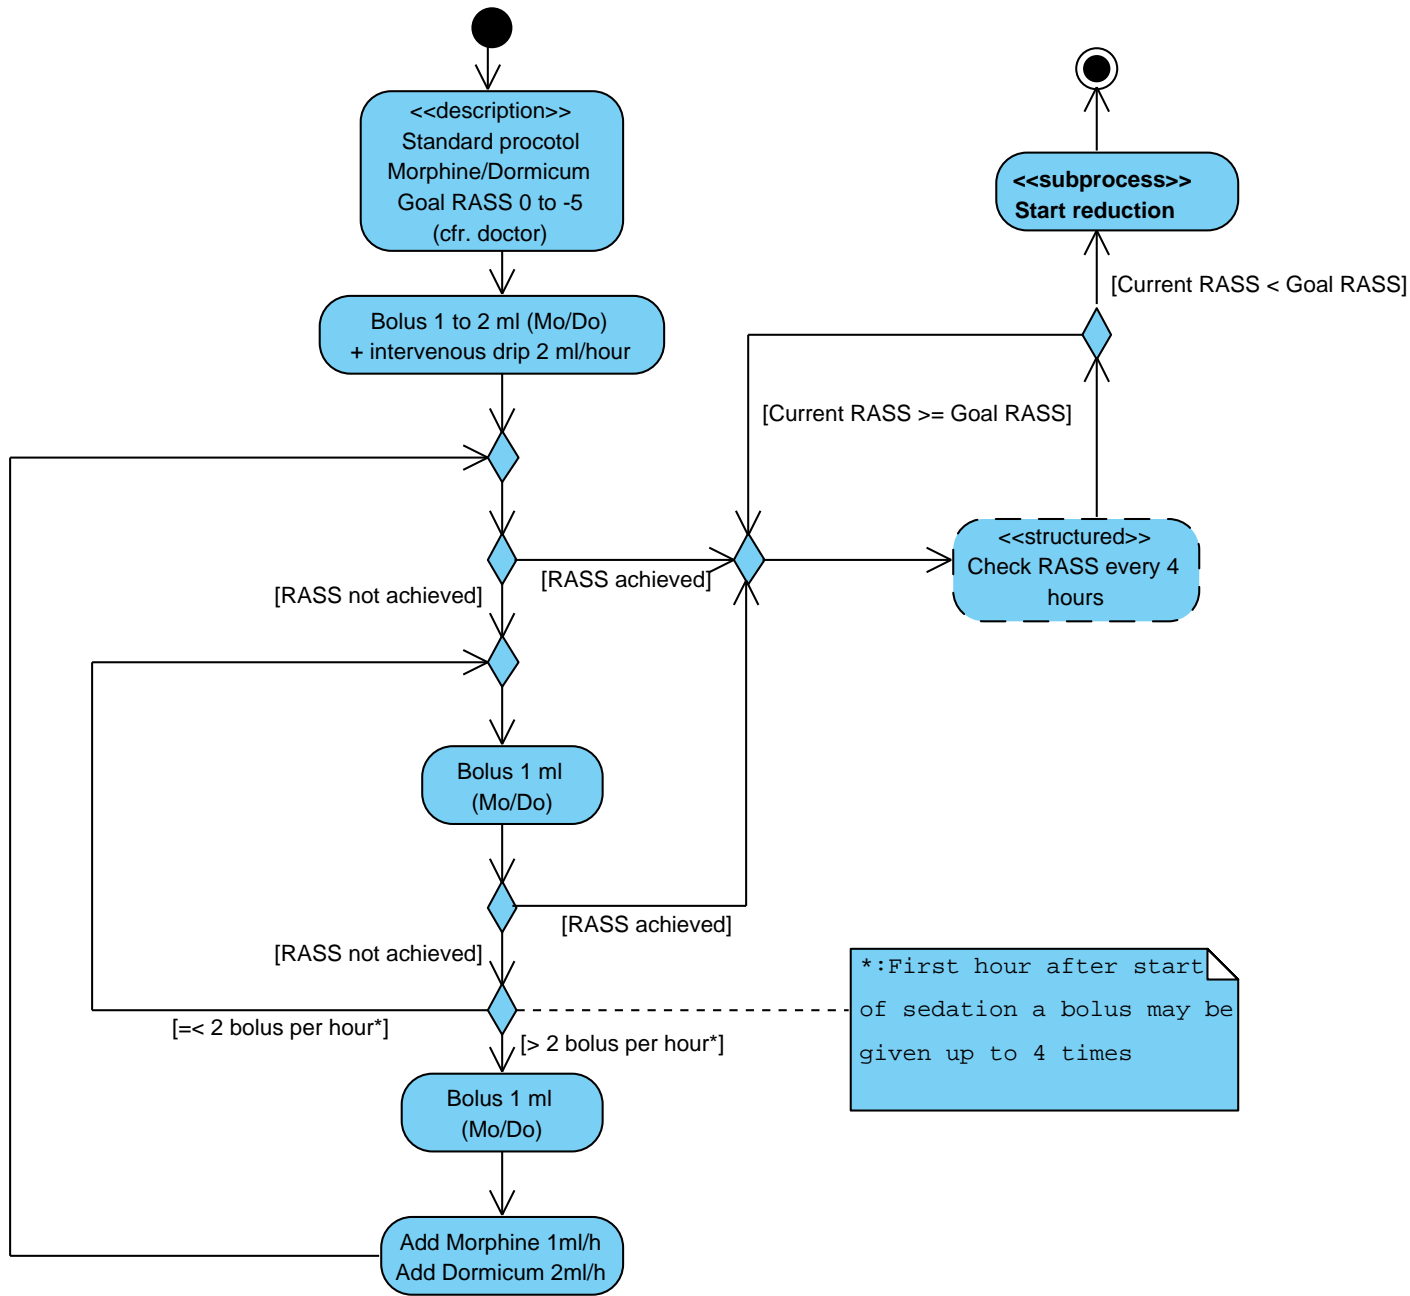 <<description>>
Standard procotol
Morphine/Dormicum
Goal RASS 0 to -5
(cfr. doctor)
<<subprocess>>
Start reduction
[Current RASS < Goal RASS]
Bolus 1 to 2 ml (Mo/Do)
+ intervenous drip 2 ml/hour
[Current RASS >= Goal RASS]
<<structured>>
Check RASS every 4
hours
[RASS achieved]
[RASS not achieved]
Bolus 1 ml
(Mo/Do)
[RASS achieved]
[RASS not achieved]
*:First hour after start
of sedation a bolus may be
given up to 4 times
[=< 2 bolus per hour*]
[> 2 bolus per hour*]
Bolus 1 ml
(Mo/Do)
Add Morphine 1ml/h
Add Dormicum 2ml/h